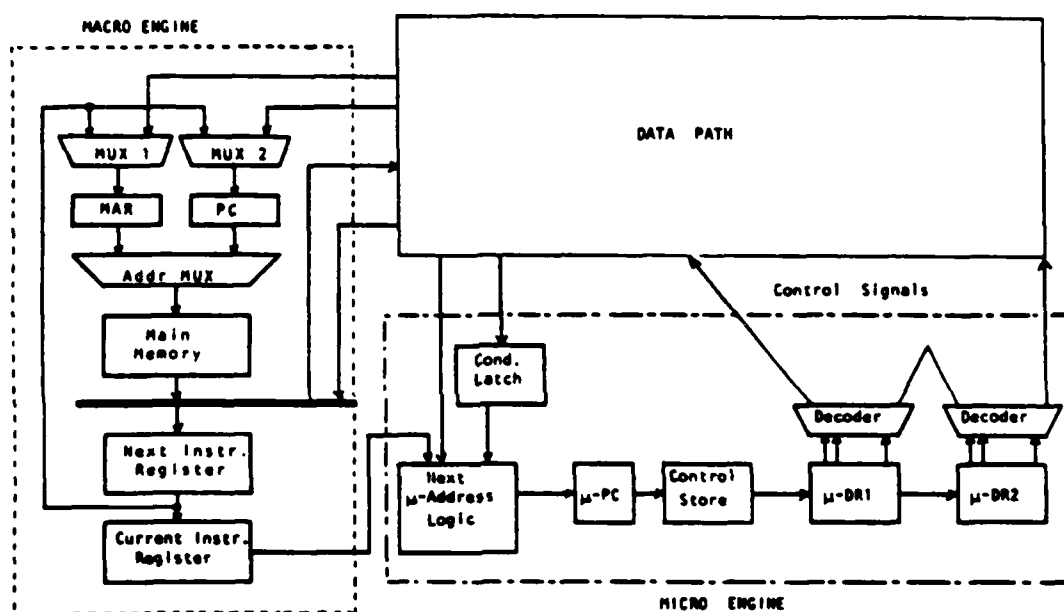 MACRO ENGINE
MUX 1
MUX 2
MAR
PC
Addr MUX
Main
Memory
Next Instr.
Register
Current Instr.
Register
DATA PATH
Control Signals
Cond.
Latch
Next
μ-Address
Logic
μ-PC
Control
Store
Decoder
μ-DR1
Decoder
μ-DR2
MICRO ENGINE